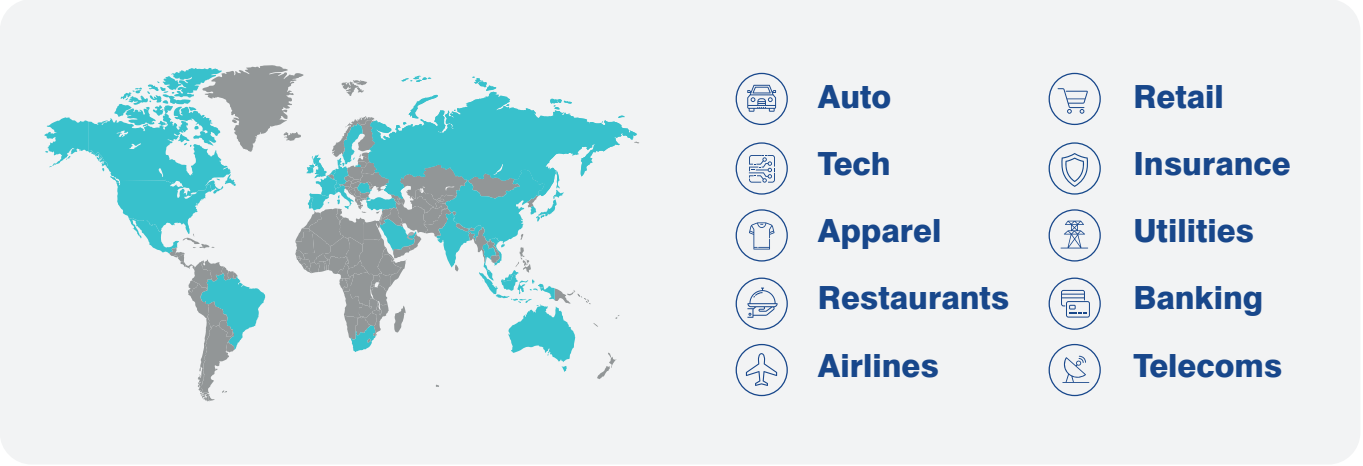 Auto
Tech
Apparel
Restaurants
Airlines
Retail
Insurance
Utilities
Banking
Telecoms